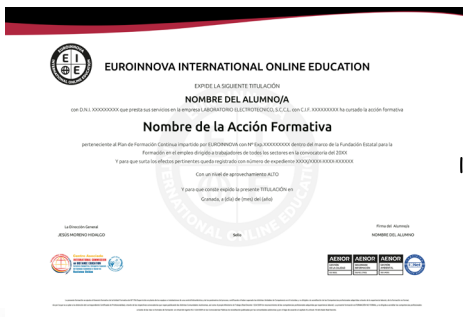 EUROINNOVA INTERNATIONAL ONLINE EDUCATION
EXPIDE LA SIGUIENTE TITULACIÓN
NOMBRE DEL ALUMNO/A
con D.N.I. XXXXXXXXX que presta sus servicios en la empresa LABORATORIO ELECTROTECNICO, S.C.C.L. con C.I.F. XXXXXXXXX ha cursado la acción formativa
Nombre de la Acción Formativa
perteneciente al Plan de Formación Continua impartido por EUROINNOVA con Nº Exp.XXXXXXXXX dentro del marco de la Fundación Estatal para la
Formación en el empleo dirigido a trabajadores de todos los sectores en la convocatoria del 20XX
Y para que surta los efectos pertinentes queda registrado con número de expediente XXXX/XXXX-XXXX-XXXXXX
Con un nivel de aprovechamiento ALTO
Y para que conste expido la presente TITULACIÓN en
Granada, a (día) de (mes) del (año)
La Dirección General
JESÚS MORENO HIDALGO
Sello
Firma del Alumno/a
NOMBRE DEL ALUMNO
AENOR
AENOR
AENOR